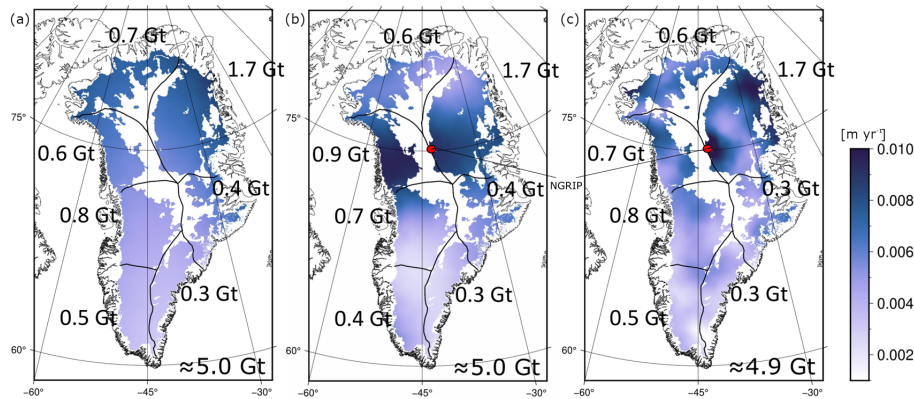 (a)
0.7 Gt
1.7 Gt
75°
0.6 Gt
0.4 Gt
0.8 Gt
0.3 Gt
0.5 Gt
60°
≈5.0 Gt
−60°
−45°
−30°
(b)
0.6 Gt
1.7 Gt
0.9 Gt
NGRIP
0.4 Gt
0.7 Gt
0.3 Gt
0.4 Gt
≈5.0 Gt
−60°
−45°
−30°
(c)
0.6 Gt
1.7 Gt
75°
0.7 Gt
0.3 Gt
0.8 Gt
0.3 Gt
0.5 Gt
60°
≈4.9 Gt
−60°
−45°
−30°
[m yr⁻¹]
0.010
0.008
0.006
0.004
0.002